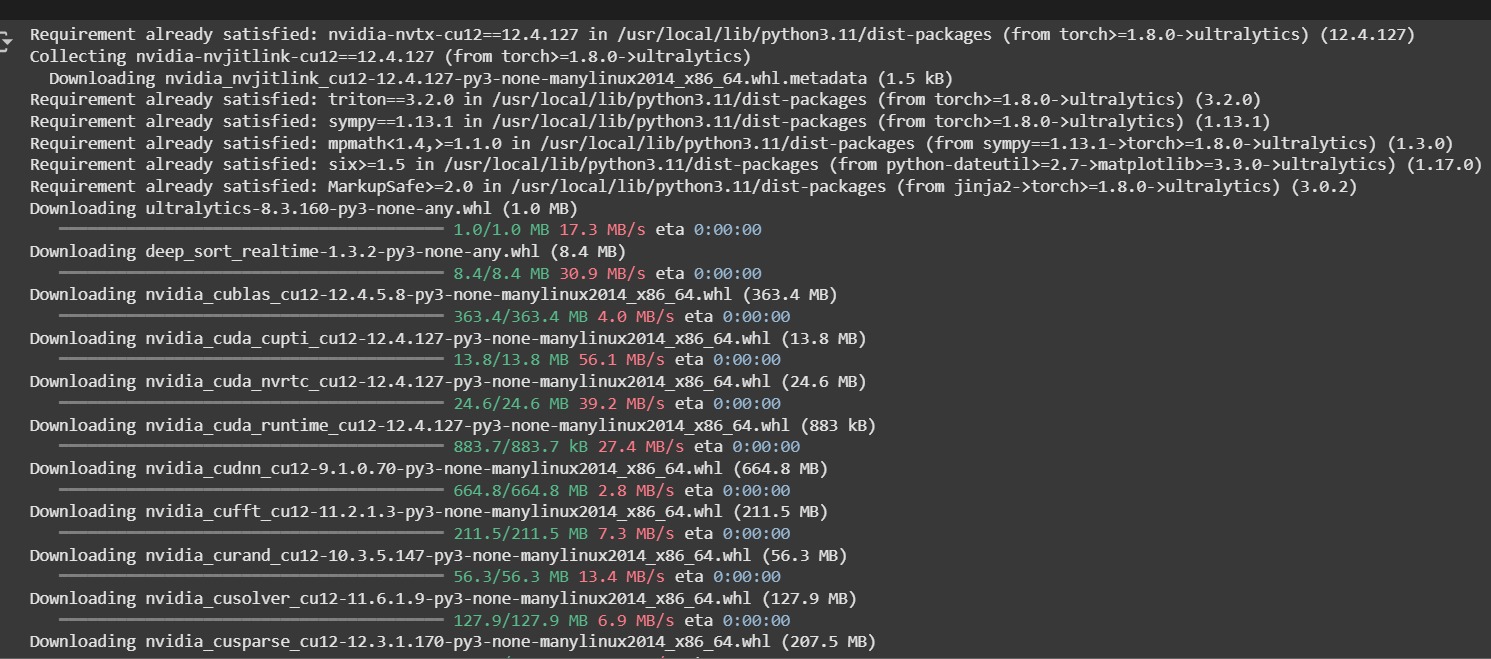 Requirement already satisfied: nvidia-nvtx-cu12==12.4.127 in /usr/local/lib/python3.11/dist-packages (from torch>=1.8.0->ultralytics) (12.4.127)
Collecting nvidia-nvjitlink-cu12==12.4.127 (from torch>=1.8.0->ultralytics)
Downloading nvidia_nvjitlink_cu12-12.4.127-py3-none-manylinux2014_x86_64.whl.metadata (1.5 kB)
Requirement already satisfied: triton==3.2.0 in /usr/local/lib/python3.11/dist-packages (from torch>=1.8.0->ultralytics) (3.2.0)
Requirement already satisfied: sympy==1.13.1 in /usr/local/lib/python3.11/dist-packages (from torch>=1.8.0->ultralytics) (1.13.1)
Requirement already satisfied: mpmath<1.4,>=1.1.0 in /usr/local/lib/python3.11/dist-packages (from sympy==1.13.1->torch>=1.8.0->ultralytics) (1.3.0)
Requirement already satisfied: six>=1.5 in /usr/local/lib/python3.11/dist-packages (from python-dateutil>=2.7->matplotlib>=3.3.0->ultralytics) (1.17.0)
Requirement already satisfied: MarkupSafe>=2.0 in /usr/local/lib/python3.11/dist-packages (from jinja2->torch>=1.8.0->ultralytics) (3.0.2)
Downloading ultralytics-8.3.160-py3-none-any.whl (1.0 MB)
1.0/1.0 MB 17.3 MB/s eta 0:00:00
Downloading deep_sort_realtime-1.3.2-py3-none-any.whl (8.4 MB)
8.4/8.4 MB 30.9 MB/s eta 0:00:00
Downloading nvidia_cublas_cu12-12.4.5.8-py3-none-manylinux2014_x86_64.whl (363.4 MB)
363.4/363.4 MB 4.0 MB/s eta 0:00:00
Downloading nvidia_cuda_cupti_cu12-12.4.127-py3-none-manylinux2014_x86_64.whl (13.8 MB)
13.8/13.8 MB 56.1 MB/s eta 0:00:00
Downloading nvidia_cuda_nvrtc_cu12-12.4.127-py3-none-manylinux2014_x86_64.whl (24.6 MB)
24.6/24.6 MB 39.2 MB/s eta 0:00:00
Downloading nvidia_cuda_runtime_cu12-12.4.127-py3-none-manylinux2014_x86_64.whl (883 kB)
883.7/883.7 kB 27.4 MB/s eta 0:00:00
Downloading nvidia_cudnn_cu12-9.1.0.70-py3-none-manylinux2014_x86_64.whl (664.8 MB)
664.8/664.8 MB 2.8 MB/s eta 0:00:00
Downloading nvidia_cufft_cu12-11.2.1.3-py3-none-manylinux2014_x86_64.whl (211.5 MB)
211.5/211.5 MB 7.3 MB/s eta 0:00:00
Downloading nvidia_curand_cu12-10.3.5.147-py3-none-manylinux2014_x86_64.whl (56.3 MB)
56.3/56.3 MB 13.4 MB/s eta 0:00:00
Downloading nvidia_cusolver_cu12-11.6.1.9-py3-none-manylinux2014_x86_64.whl (127.9 MB)
127.9/127.9 MB 6.9 MB/s eta 0:00:00
Downloading nvidia_cusparse_cu12-12.3.1.170-py3-none-manylinux2014_x86_64.whl (207.5 MB)